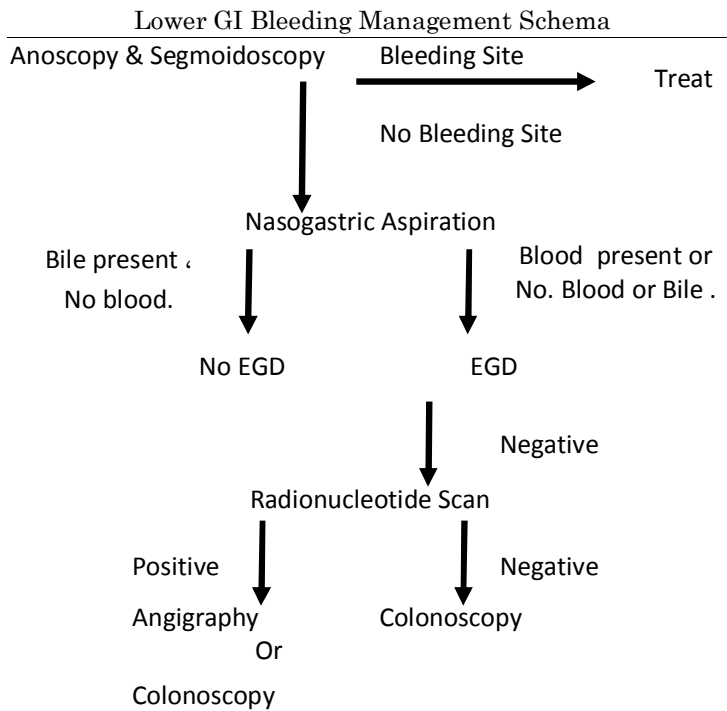 Lower GI Bleeding Management Schema
Anoscopy & Segmoidoscopy
Bleeding Site
Treat
No Bleeding Site
Nasogastric Aspiration
Bile present ،
No blood.
Blood present or
No. Blood or Bile .
No EGD
EGD
Negative
Radionucleotide Scan
Positive
Negative
Angigraphy
Or
Colonoscopy
Colonoscopy